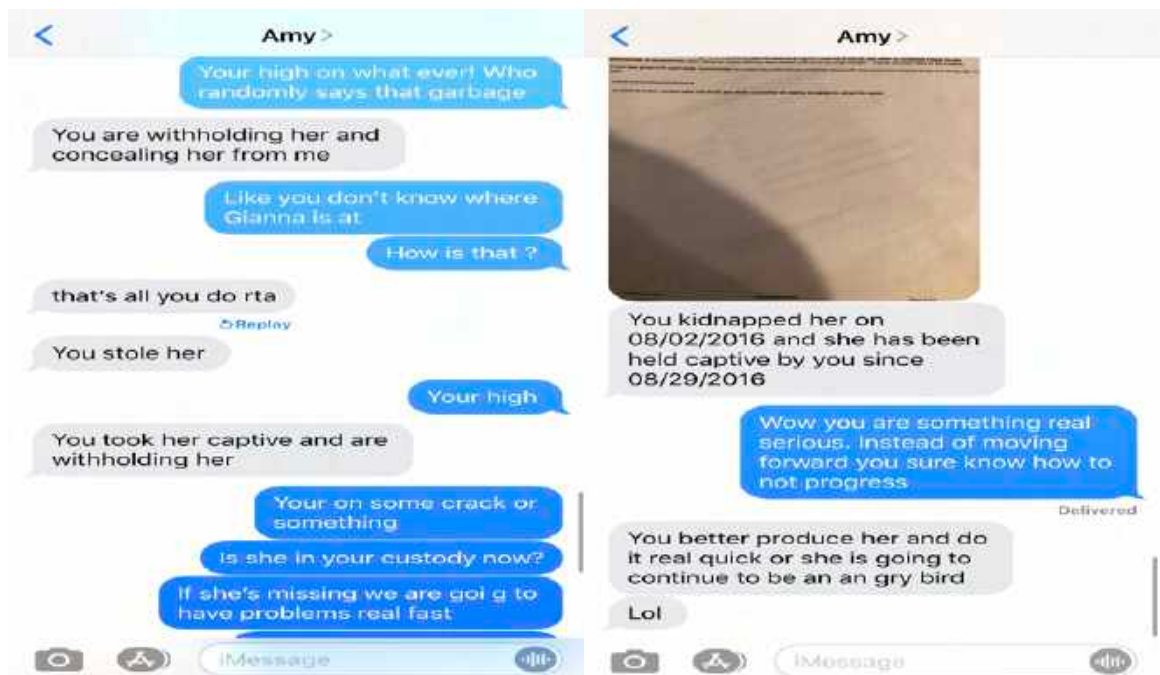 Amy >
Your high on what ever! Who
randomly says that garbage
You are withholding her and
concealing her from me
Like you don't know where
Gianna is at
How is that ?
that's all you do rta
Replay
You stole her
Your high
You took her captive and are
withholding her
Your on some crack or
something
Is she in your custody now?
If she's missing we are goi g to
have problems real fast
iMessage
Amy >
You kidnapped her on
08/02/2016 and she has been
held captive by you since
08/29/2016
Wow you are something real
serious. Instead of moving
forward you sure know how to
not progress
Delivered
You better produce her and do
it real quick or she is going to
continue to be an an gry bird
Lol
iMessage